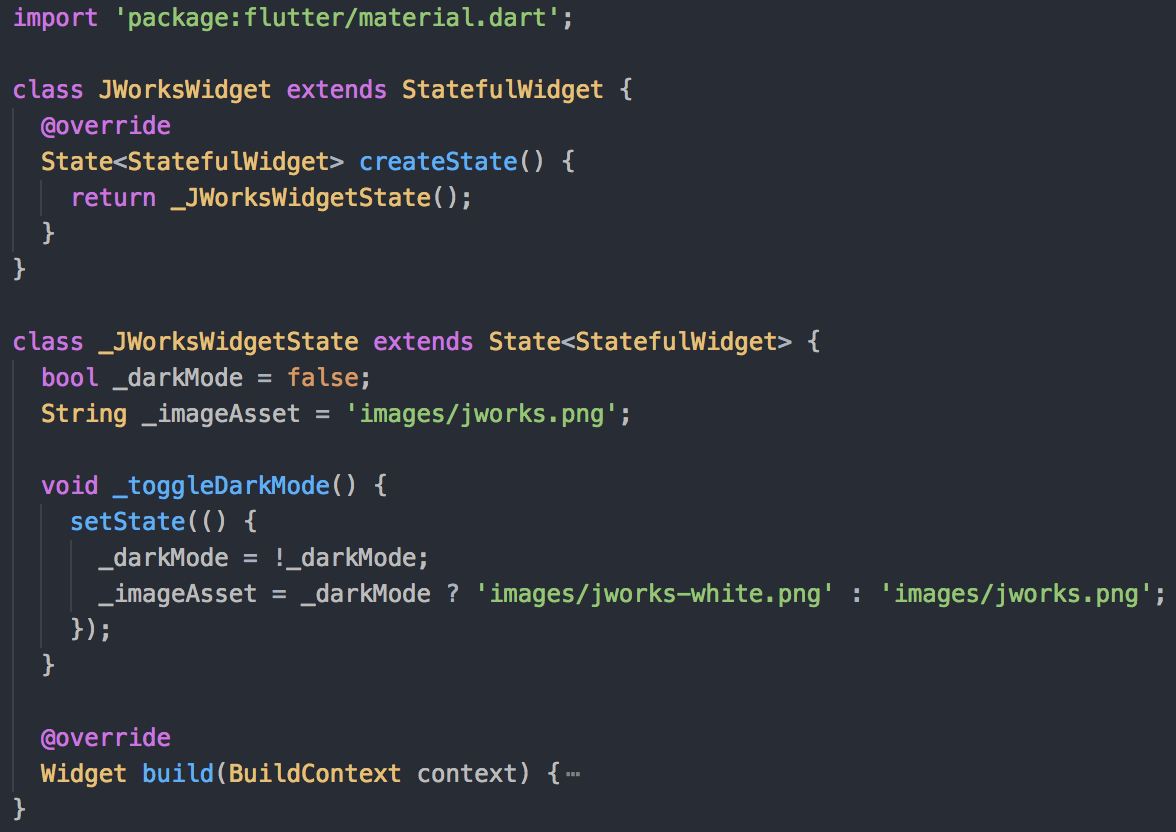 import 'package:flutter/material.dart';

class JWorksWidget extends StatefulWidget {
  @override
  State<StatefulWidget> createState() {
    return _JWorksWidgetState();
  }
}

class _JWorksWidgetState extends State<StatefulWidget> {
  bool _darkMode = false;
  String _imageAsset = 'images/jworks.png';

  void _toggleDarkMode() {
    setState(() {
      _darkMode = !_darkMode;
      _imageAsset = _darkMode ? 'images/jworks-white.png' : 'images/jworks.png';
    });
  }

  @override
  Widget build(BuildContext context) {⋯
}